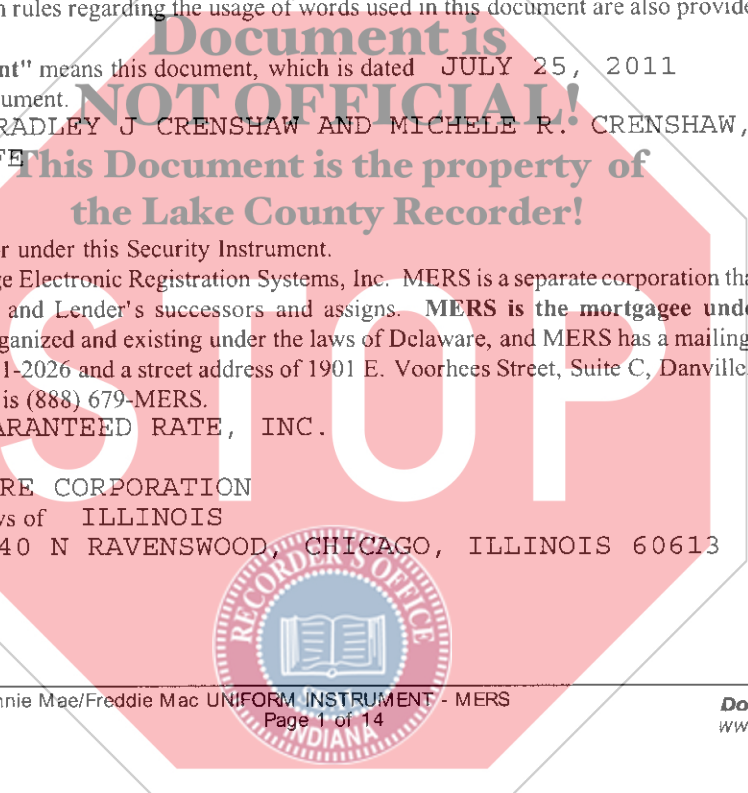 n rules regarding the usage of words used in this document are also provide
Document is
nt" means this document, which is dated JULY 25, 2011
ument.
NOT OFFICIAL!
RADLEY J CRENSHAW AND MICHELE R. CRENSHAW,
FE
This Document is the property of
the Lake County Recorder!
r under this Security Instrument.
ge Electronic Registration Systems, Inc. MERS is a separate corporation tha
and Lender's successors and assigns. MERS is the mortgagee unde
ganized and existing under the laws of Delaware, and MERS has a mailing
1-2026 and a street address of 1901 E. Voorhees Street, Suite C, Danville
is (888) 679-MERS.
ARANTEED RATE, INC.
STOP
RE CORPORATION
ws of ILLINOIS
40 N RAVENSWOOD, CHICAGO, ILLINOIS 60613
RECORDER'S OFFICE
SEAL
INDIANA
nnie Mae/Freddie Mac UNIFORM INSTRUMENT - MERS
Page 1 of 14
Do
ww